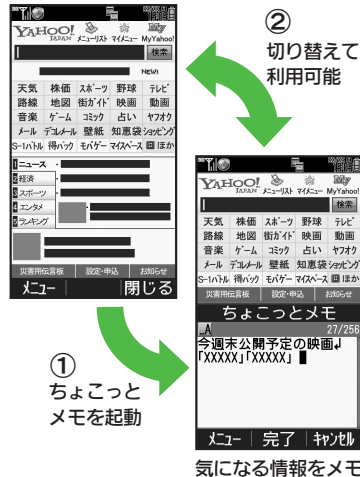 YAHOO!
JAPAN
メニューリスト マイメニュー MyYahoo!
検索
NEW!
天気 株価 スポーツ 野球 テレビ
路線 地図 街ガイド 映画 動画
音楽 ゲーム コミック 占い ヤフオク
メール デコレメール 壁紙 知恵袋 ショッピング
S-1バトル 得パック モバゲー マイスペース ほか
1 ニュース
2 経済
3 スポーツ
4 エンタメ
5 ランキング
災害用伝言板 設定・申込 お知らせ
メニュー 閉じる
①
ちょこっと
メモを起動
②
切り替えて
利用可能
YAHOO!
JAPAN
メニューリスト マイメニュー MyYahoo!
検索
天気 株価 スポーツ 野球 テレビ
路線 地図 街ガイド 映画 動画
音楽 ゲーム コミック 占い ヤフオク
メール デコレメール 壁紙 知恵袋 ショッピング
S-1バトル 得パック モバゲー マイスペース ほか
災害用伝言板 設定・申込 お知らせ
ちょこっとメモ
A 27/256
今週末公開予定の映画↲
「XXXXX」「XXXXX」
メニュー 完了 キャンセル
気になる情報をメモ